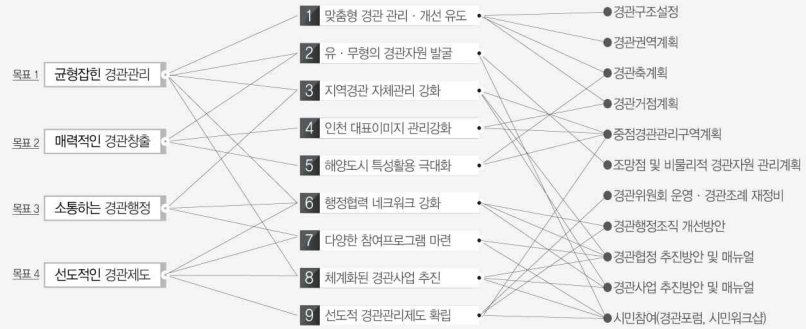 목표 1 균형잡힌 경관관리
목표 2 매력적인 경관창출
목표 3 소통하는 경관행정
목표 4 선도적인 경관제도
1 맞춤형 경관 관리 · 개선 유도
2 유 · 무형의 경관자원 발굴
3 지역경관 자체관리 강화
4 인천 대표이미지 관리강화
5 해양도시 특성활용 극대화
6 행정협력 네크워크 강화
7 다양한 참여프로그램 마련
8 체계화된 경관사업 추진
9 선도적 경관관리제도 확립
경관구조설정
경관권역계획
경관축계획
경관거점계획
중점경관관리구역계획
조망점 및 비물리적 경관자원 관리계획
경관위원회 운영 · 경관조례 재정비
경관행정조직 개선방안
경관협정 추진방안 및 매뉴얼
경관사업 추진방안 및 매뉴얼
시민참여(경관포럼, 시민워크샵)